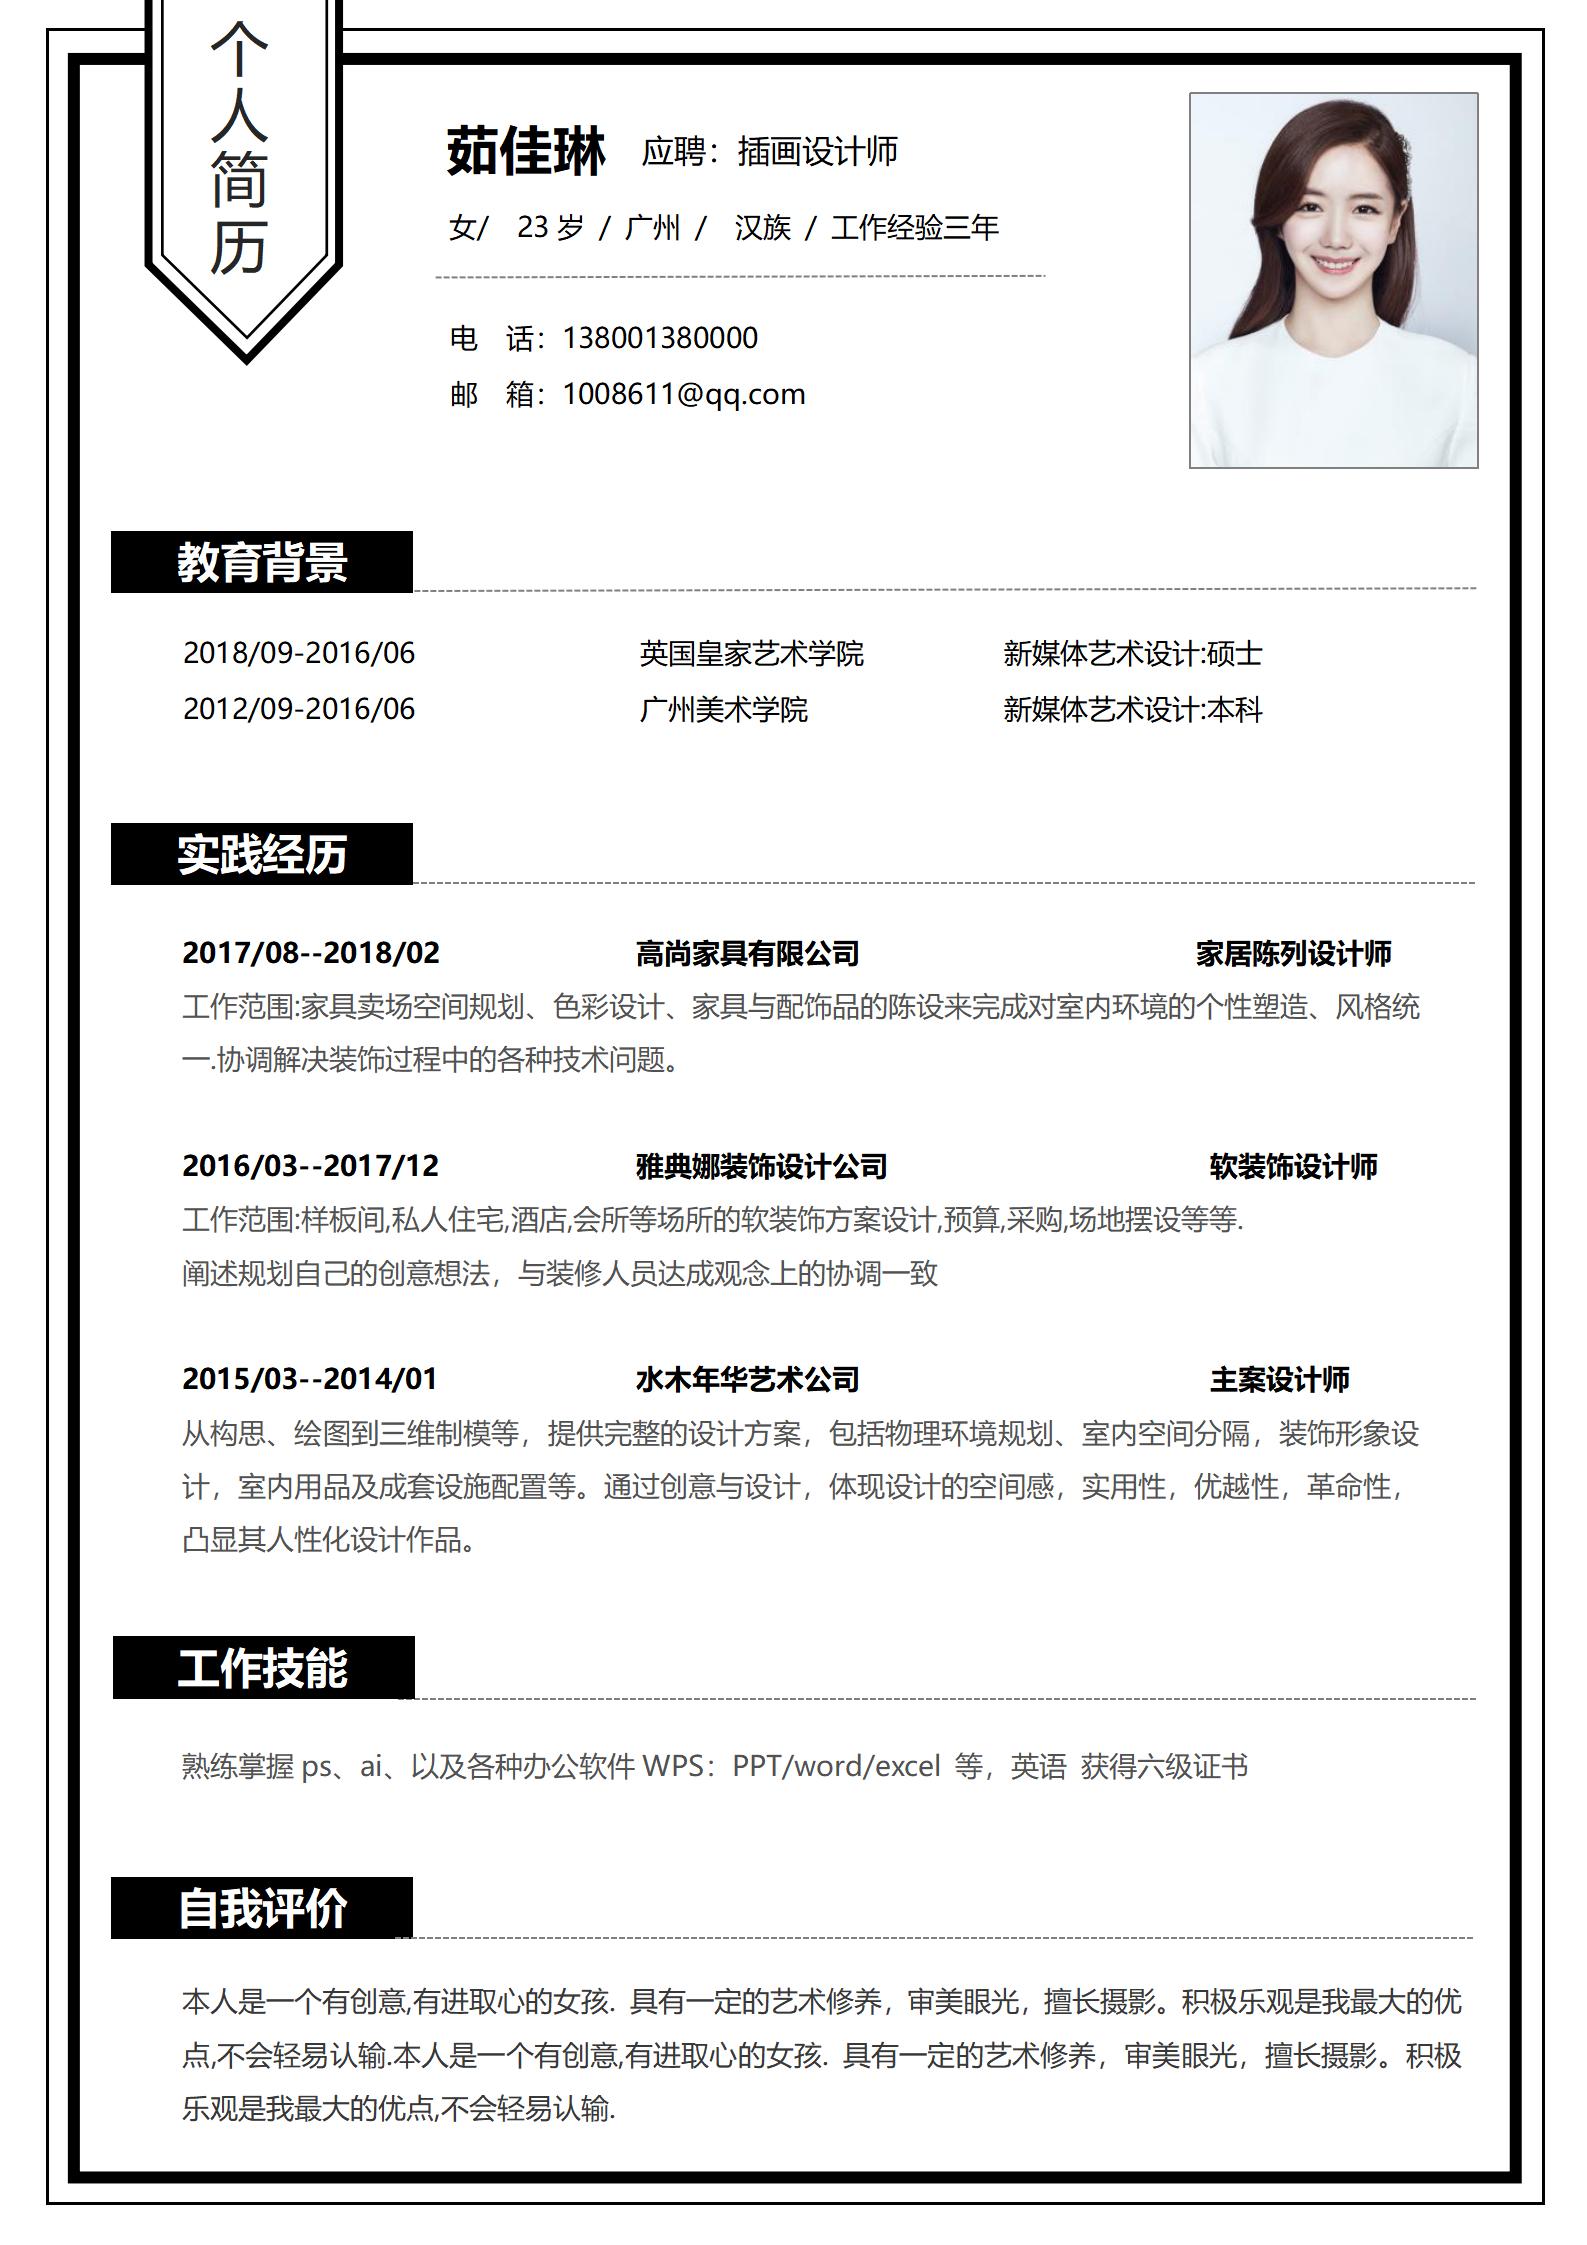 个人简历
茹佳琳 应聘：插画设计师
女/ 23 岁 / 广州 / 汉族 / 工作经验三年
电 话：138001380000
邮 箱：1008611@qq.com
教育背景
2018/09-2016/06 英国皇家艺术学院 新媒体艺术设计:硕士
2012/09-2016/06 广州美术学院 新媒体艺术设计:本科
实践经历
2017/08--2018/02 高尚家具有限公司 家居陈列设计师
工作范围:家具卖场空间规划、色彩设计、家具与配饰品的陈设来完成对室内环境的个性塑造、风格统
一.协调解决装饰过程中的各种技术问题。
2016/03--2017/12 雅典娜装饰设计公司 软装饰设计师
工作范围:样板间,私人住宅,酒店,会所等场所的软装饰方案设计,预算,采购,场地摆设等等.
阐述规划自己的创意想法，与装修人员达成观念上的协调一致
2015/03--2014/01 水木年华艺术公司 主案设计师
从构思、绘图到三维制模等，提供完整的设计方案，包括物理环境规划、室内空间分隔，装饰形象设
计，室内用品及成套设施配置等。通过创意与设计，体现设计的空间感，实用性，优越性，革命性，
凸显其人性化设计作品。
工作技能
熟练掌握 ps、ai、以及各种办公软件 WPS：PPT/word/excel 等，英语 获得六级证书
自我评价
本人是一个有创意,有进取心的女孩. 具有一定的艺术修养，审美眼光，擅长摄影。积极乐观是我最大的优
点,不会轻易认输.本人是一个有创意,有进取心的女孩. 具有一定的艺术修养，审美眼光，擅长摄影。积极
乐观是我最大的优点,不会轻易认输.